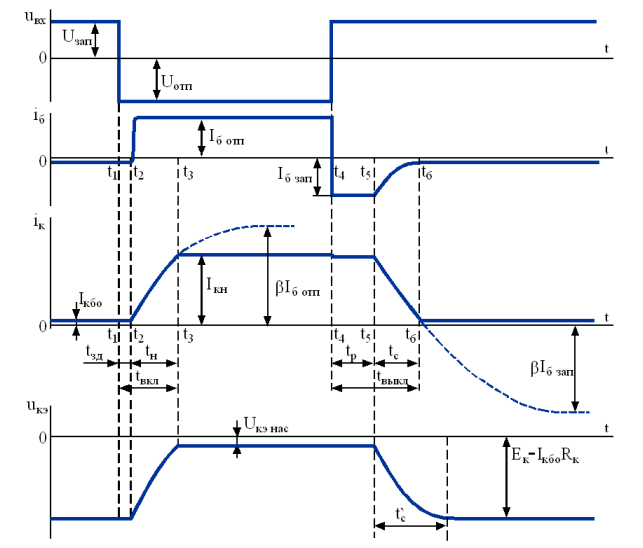 uвх
Uзап
0
t
Uотп
iб
Iб отп
t
0
t1
t2
t3
Iб зап
t4
t5
t6
iк
Iкбо
Iкн
βIб отп
0
t
t1
t2
t3
t4
t5
t6
tзд
tн
tр
tс
tвкл
tвыкл
βIб зап
uкэ
Uкэ нас
0
t
Eк-IкбоRк
t`с